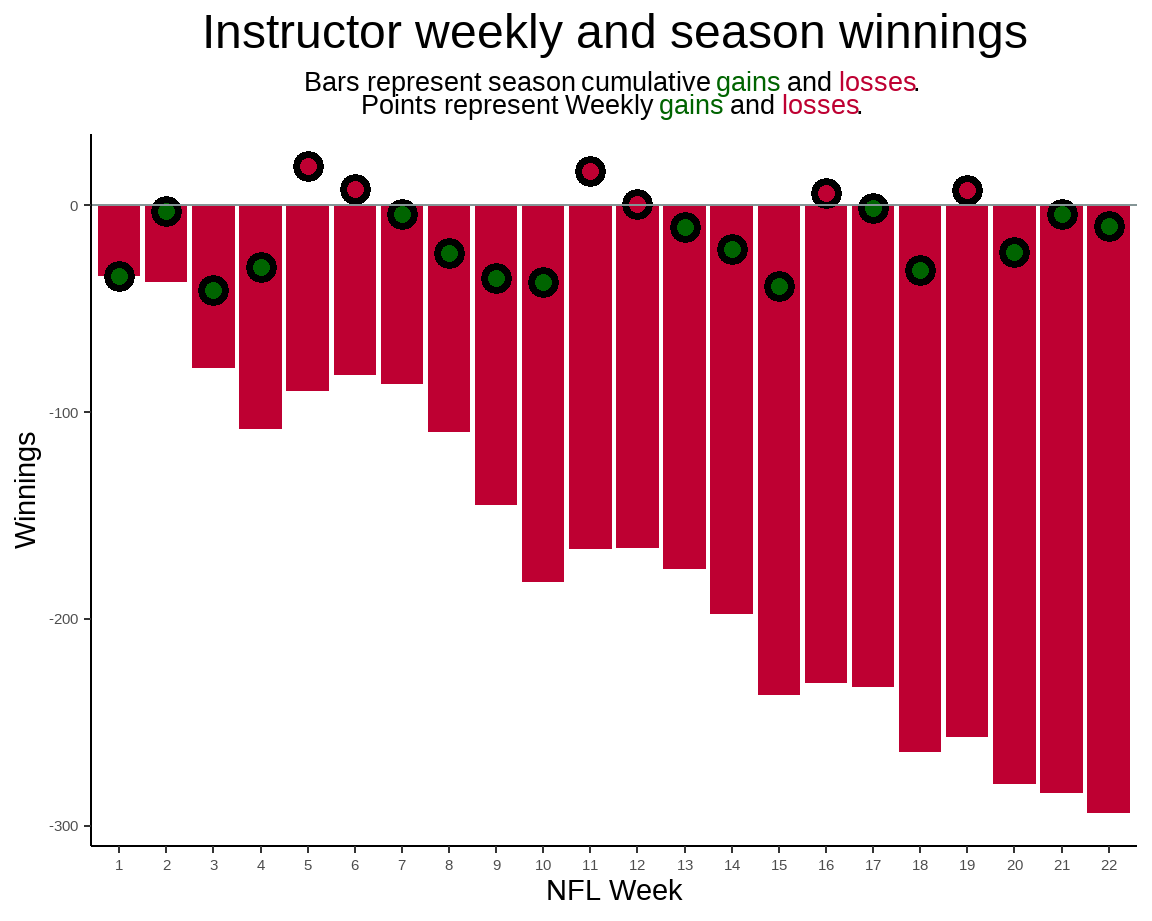 Instructor weekly and season winnings
Bars represent season cumulative gains and losses.
Points represent Weekly gains and losses.
Winnings
0
-100
-200
-300
1 2 3 4 5 6 7 8 9 10 11 12 13 14 15 16 17 18 19 20 21 22
NFL Week